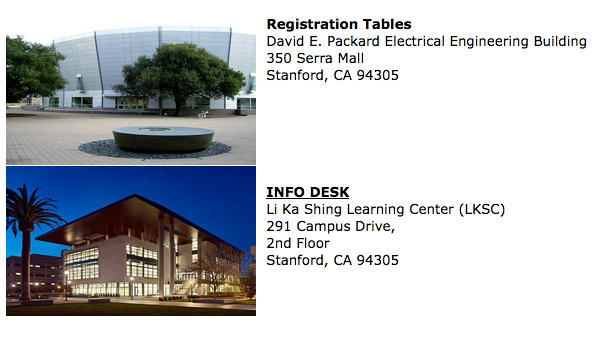 Registration Tables
David E. Packard Electrical Engineering Building
350 Serra Mall
Stanford, CA 94305
INFO DESK
Li Ka Shing Learning Center (LKSC)
291 Campus Drive,
2nd Floor
Stanford, CA 94305